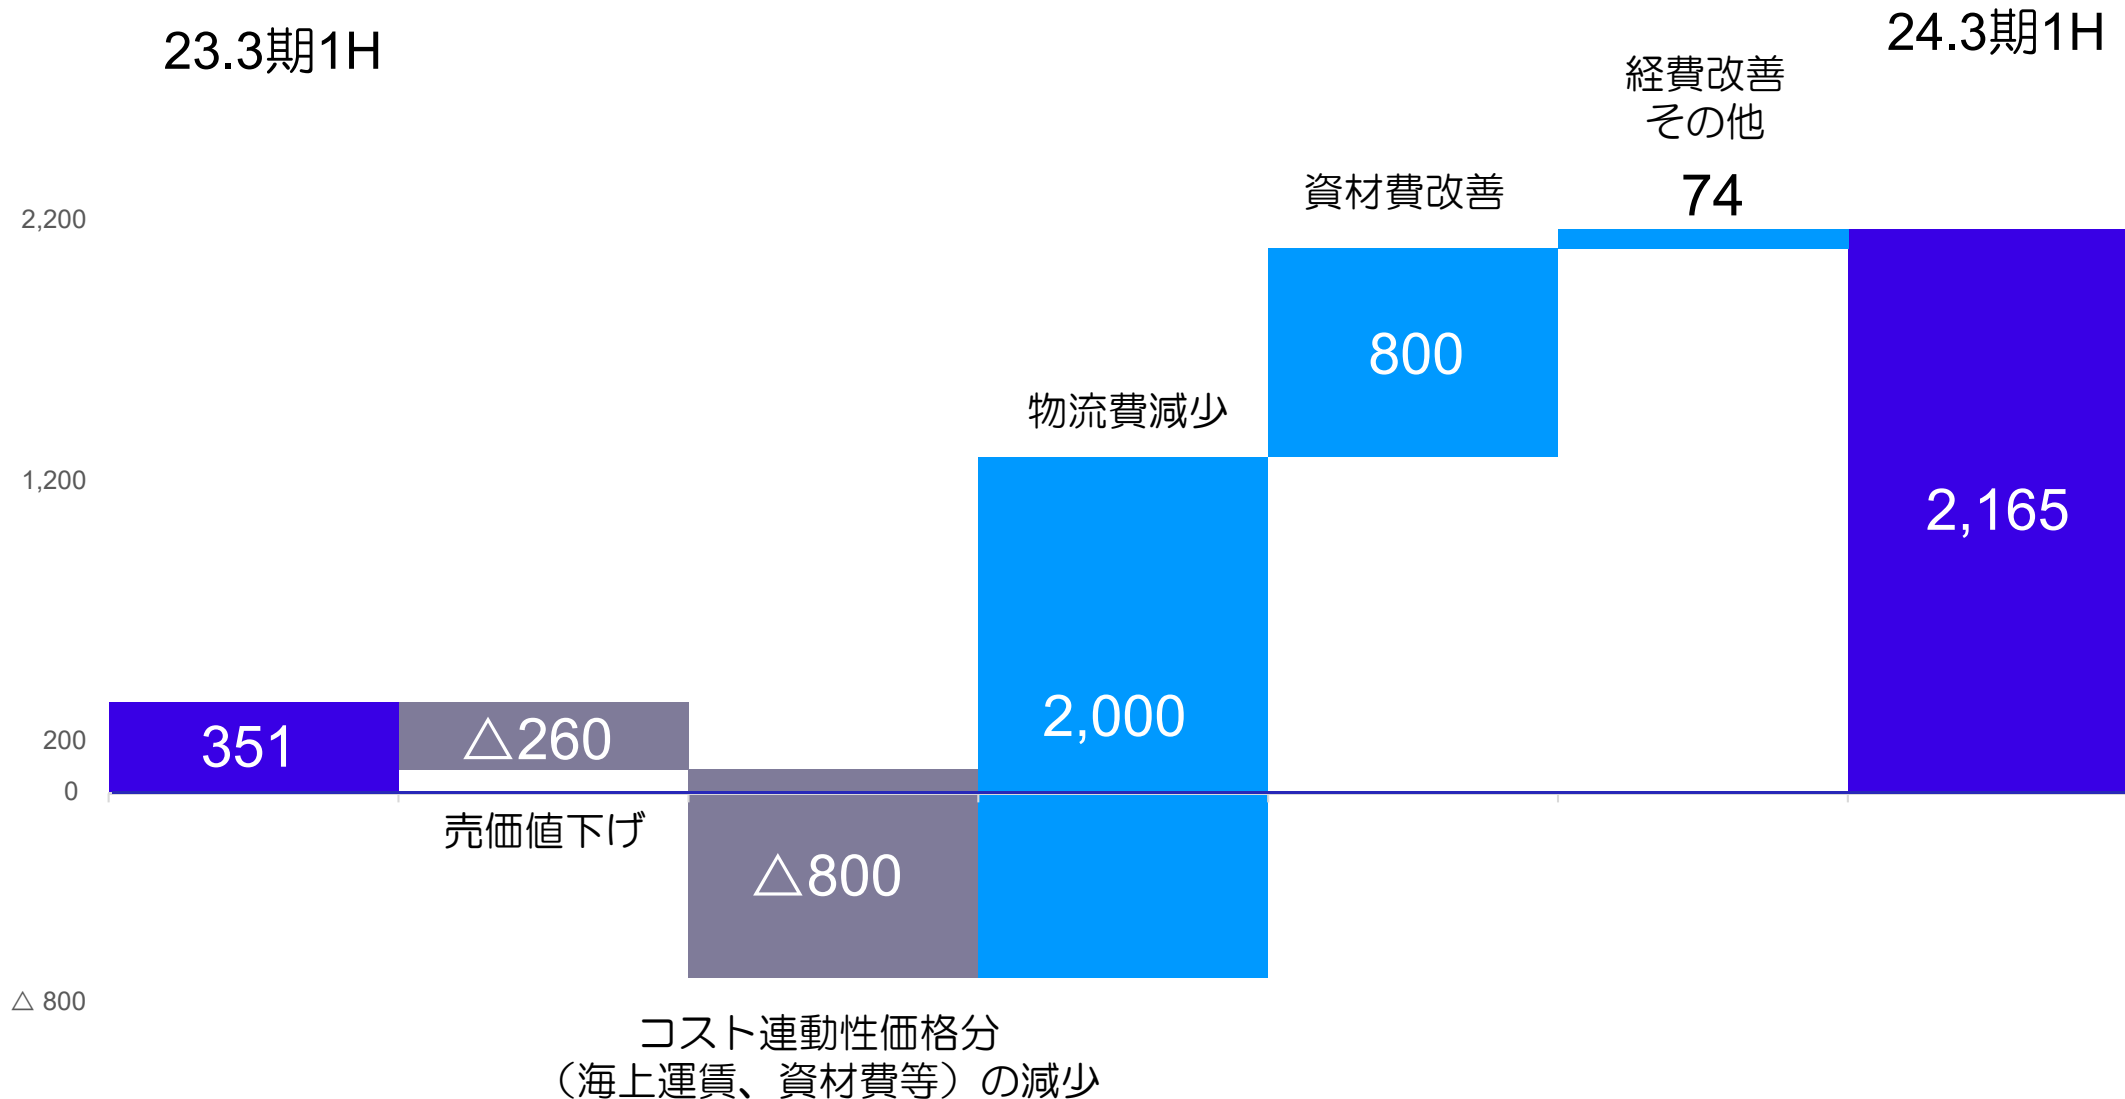 23.3期1H
24.3期1H
経費改善
その他
74
資材費改善
800
物流費減少
2,000
2,165
351
△260
売価値下げ
△800
コスト連動性価格分
（海上運賃、資材費等）の減少
2,200
1,200
200
0
△ 800